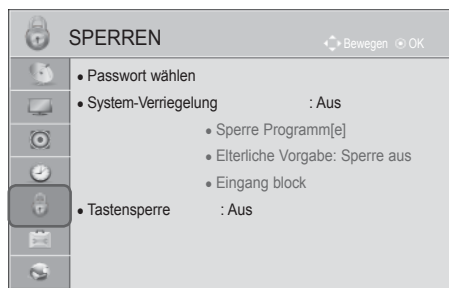 SPERREN
Bewegen OK
• Passwort wählen
• System-Verriegelung : Aus
• Sperre Programm[e]
• Elterliche Vorgabe: Sperre aus
• Eingang block
• Tastensperre : Aus